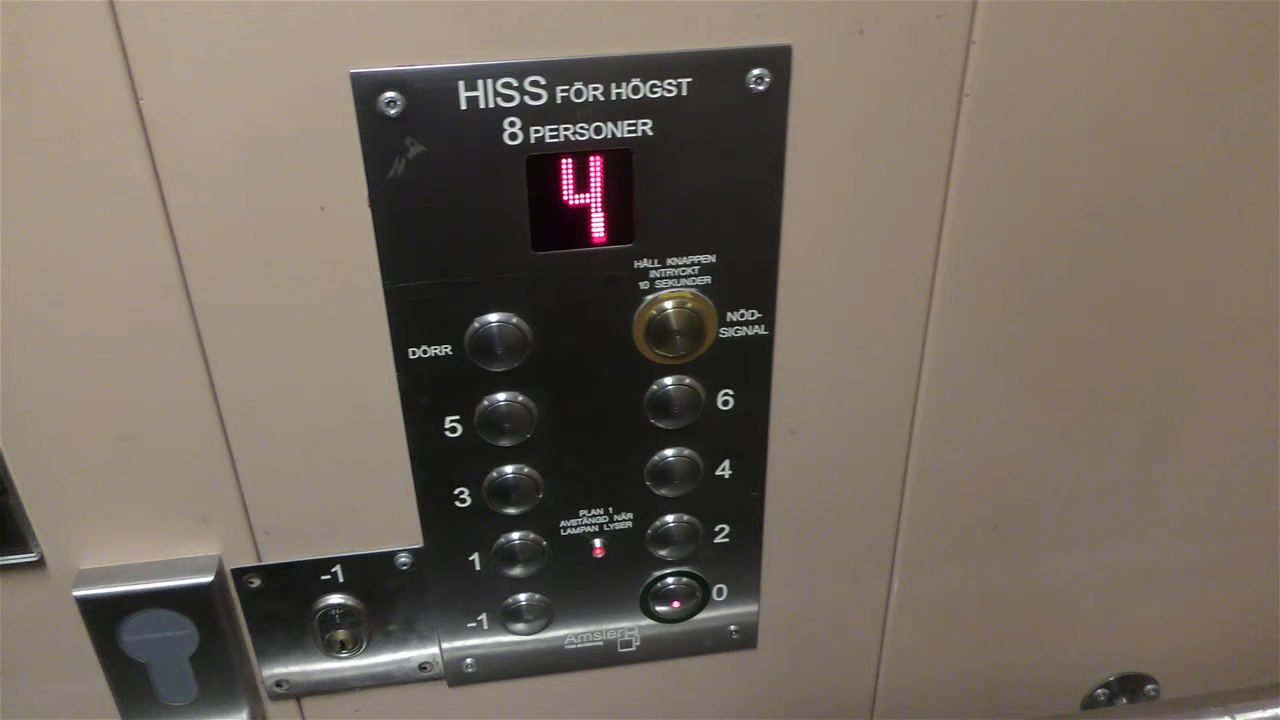 HISS FÖR HÖGST
8 PERSONER
4
HÅLL KNAPPEN
INTRYCKT
10 SEKUNDER
DÖRR
NÖD-
SIGNAL
5
6
3
4
PLAN 1
AVSTÄNGD NÄR
LAMPAN LYSER
1
2
-1
0
-1
Amsler